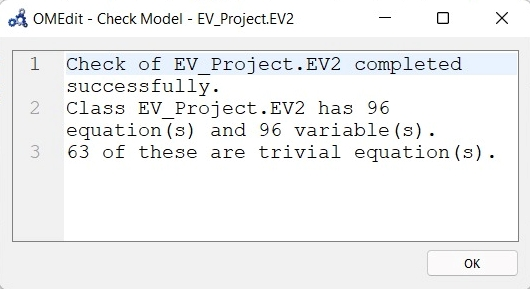 OMEdit - Check Model - EV_Project.EV2
1 Check of EV_Project.EV2 completed
successfully.
2 Class EV_Project.EV2 has 96
equation(s) and 96 variable(s).
3 63 of these are trivial equation(s).
OK